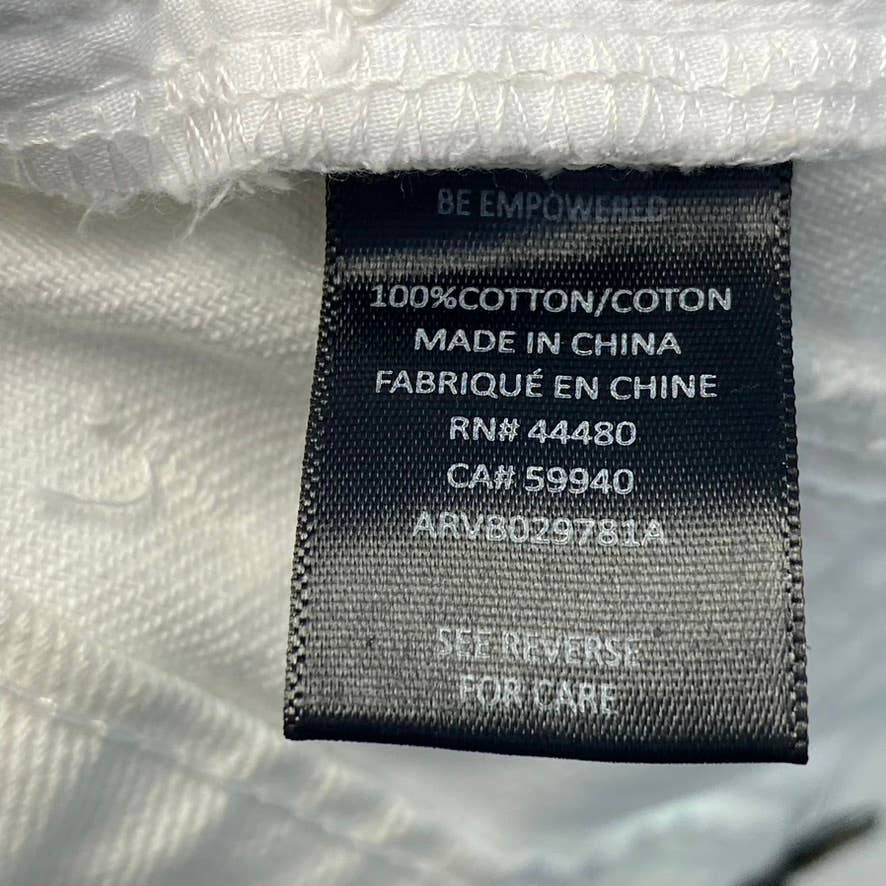 BE EMPOWERED
100%COTTON/COTON
MADE IN CHINA
FABRIQUÉ EN CHINE
RN# 44480
CA# 59940
ARVB029781A
SEE REVERSE
FOR CARE